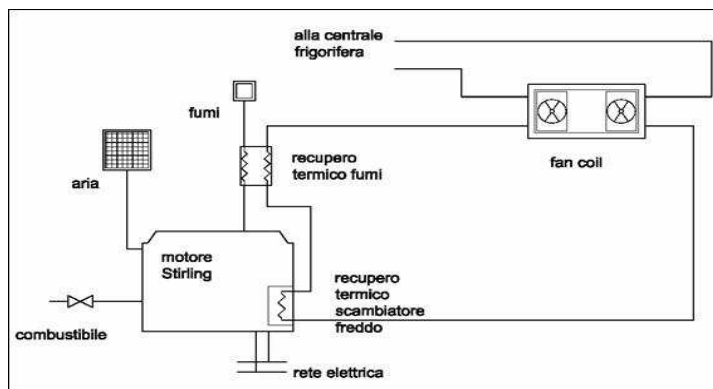 alla centrale
frigorifera
fumi
aria
recupero
termico fumi
fan coil
motore
Stirling
recupero
termico
scambiatore
freddo
combustibile
rete elettrica